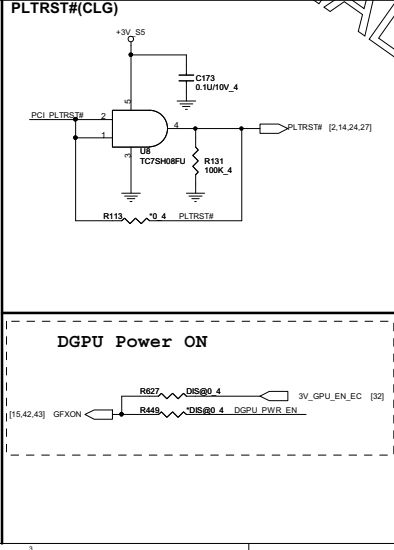 PLTRST#(CLG)
+3V_S5
C173
0.1U/10V_4
5
PCI_PLTRST#
2
4
PLTRST# [2,14,24,27]
1
U8
TC7SH08FU
3
R131
100K_4
R113 *0_4 PLTRST#
DGPU Power ON
R627 DIS@0_4
3V_GPU_EN_EC [32]
[15,42,43] GFXON
R449 *DIS@0_4 DGPU_PWR_EN
3